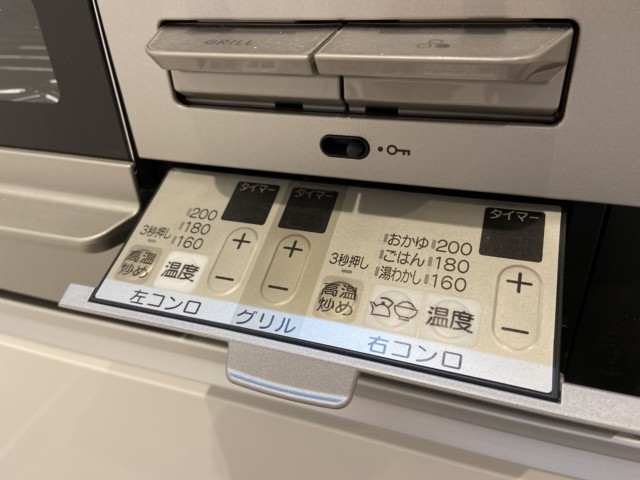 GRILL
タイマー
200
180
160
3秒押し
高温
炒め
温度
+
−
左コンロ
タイマー
+
−
グリル
タイマー
おかゆ 200
ごはん 180
湯わかし 160
3秒押し
高温
炒め
温度
+
−
右コンロ